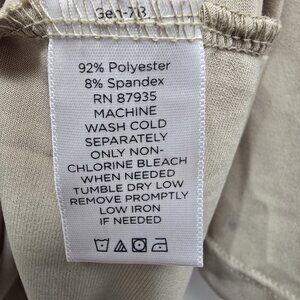 92% Polyester
8% Spandex
RN 87935
MACHINE
WASH COLD
SEPARATELY
ONLY NON-
CHLORINE BLEACH
WHEN NEEDED
TUMBLE DRY LOW
REMOVE PROMPTLY
LOW IRON
IF NEEDED